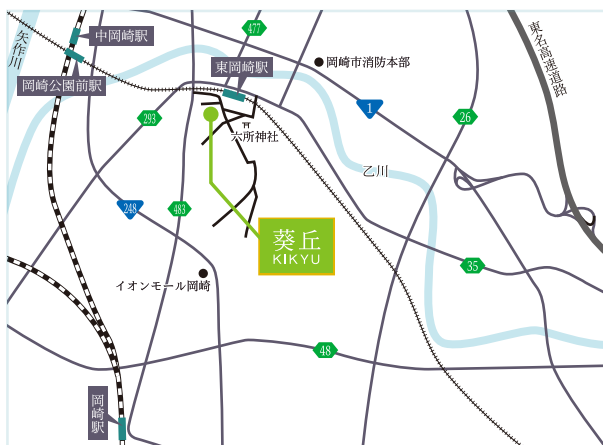 矢作川
中岡崎駅
岡崎公園前駅
477
東岡崎駅
岡崎市消防本部
東名高速道路
1
26
293
六所神社
乙川
248
483
葵丘
KIKYU
35
イオンモール岡崎
48
岡崎駅